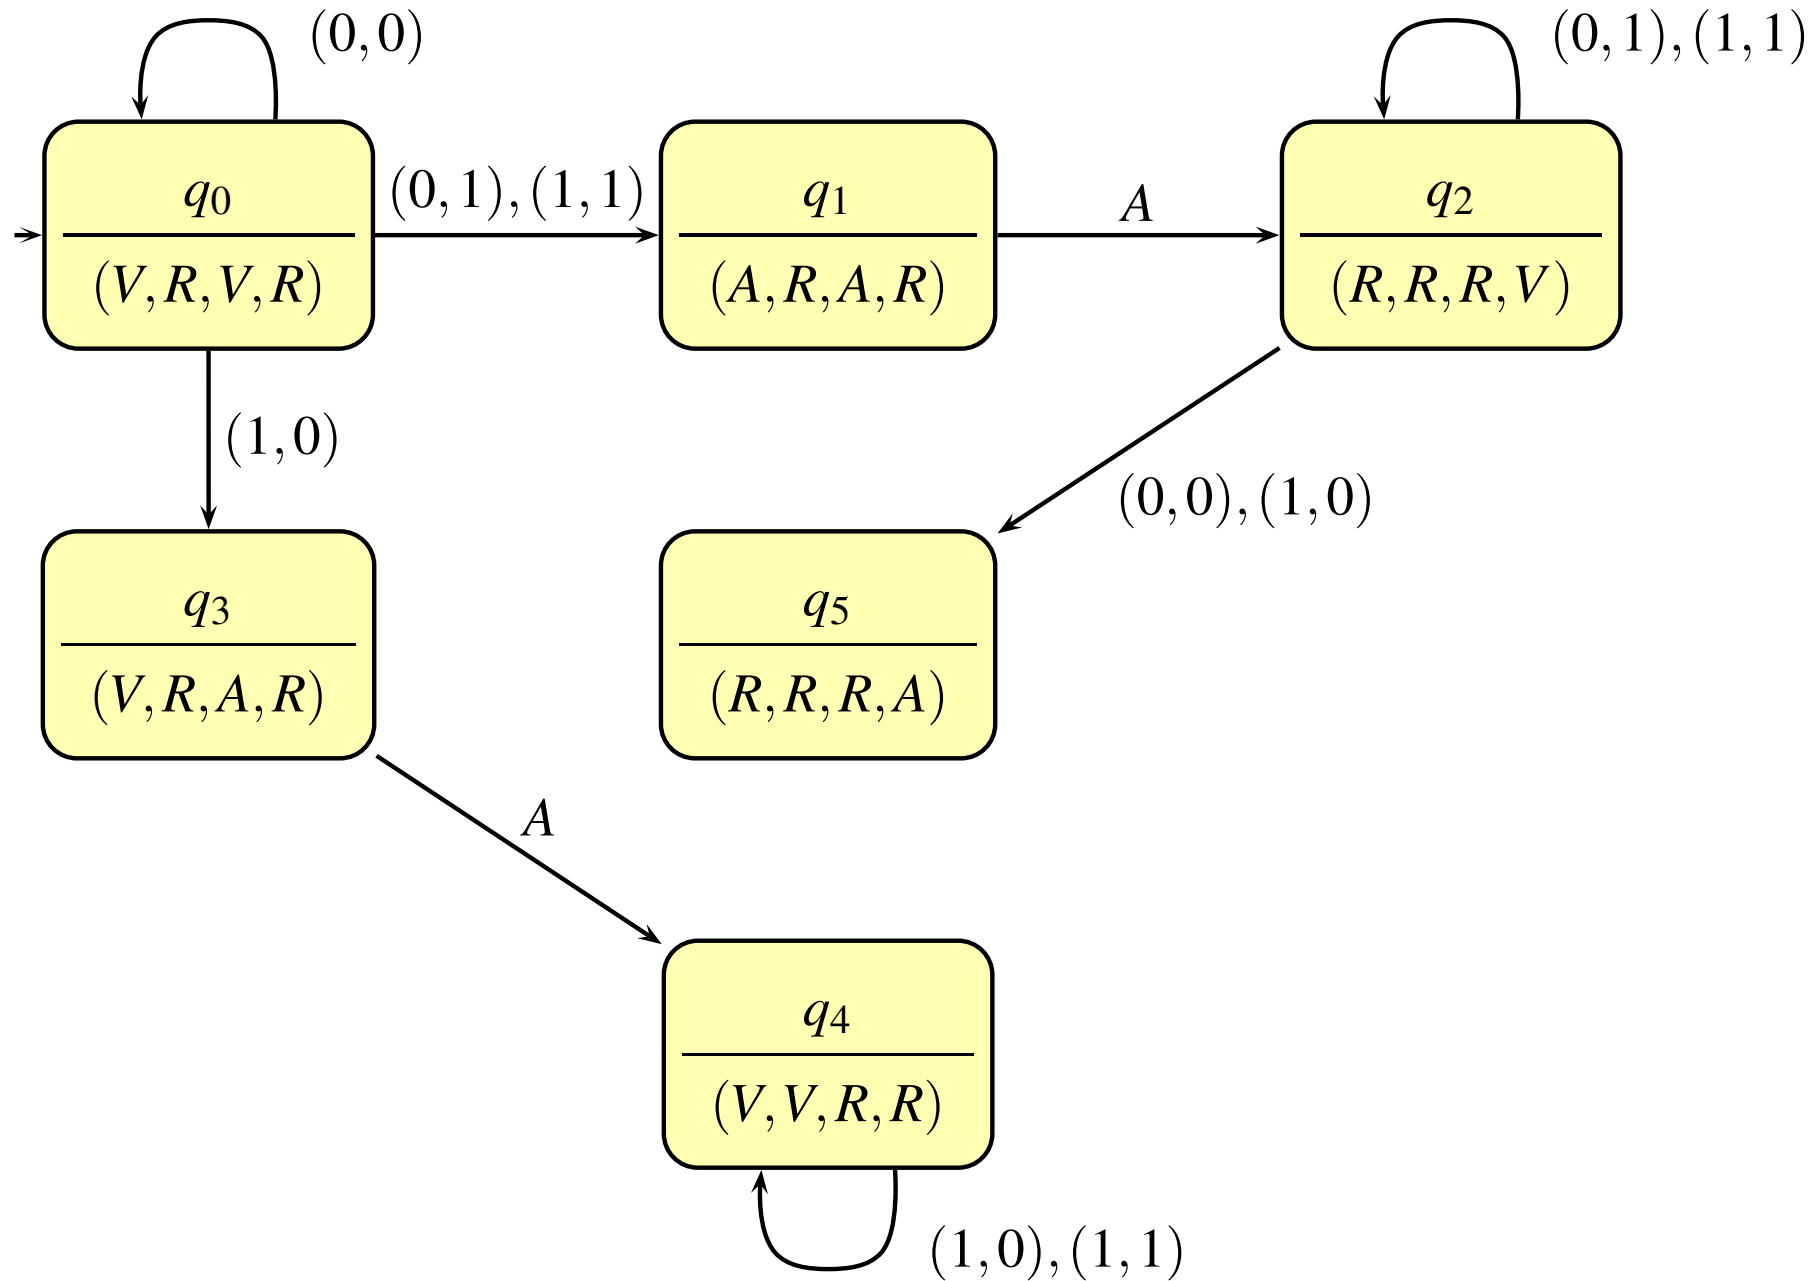 (0,0)
(0,1),(1,1)
q0
(V,R,V,R)
(0,1),(1,1)
q1
(A,R,A,R)
A
q2
(R,R,R,V)
(1,0)
(0,0),(1,0)
q3
(V,R,A,R)
q5
(R,R,R,A)
A
q4
(V,V,R,R)
(1,0),(1,1)